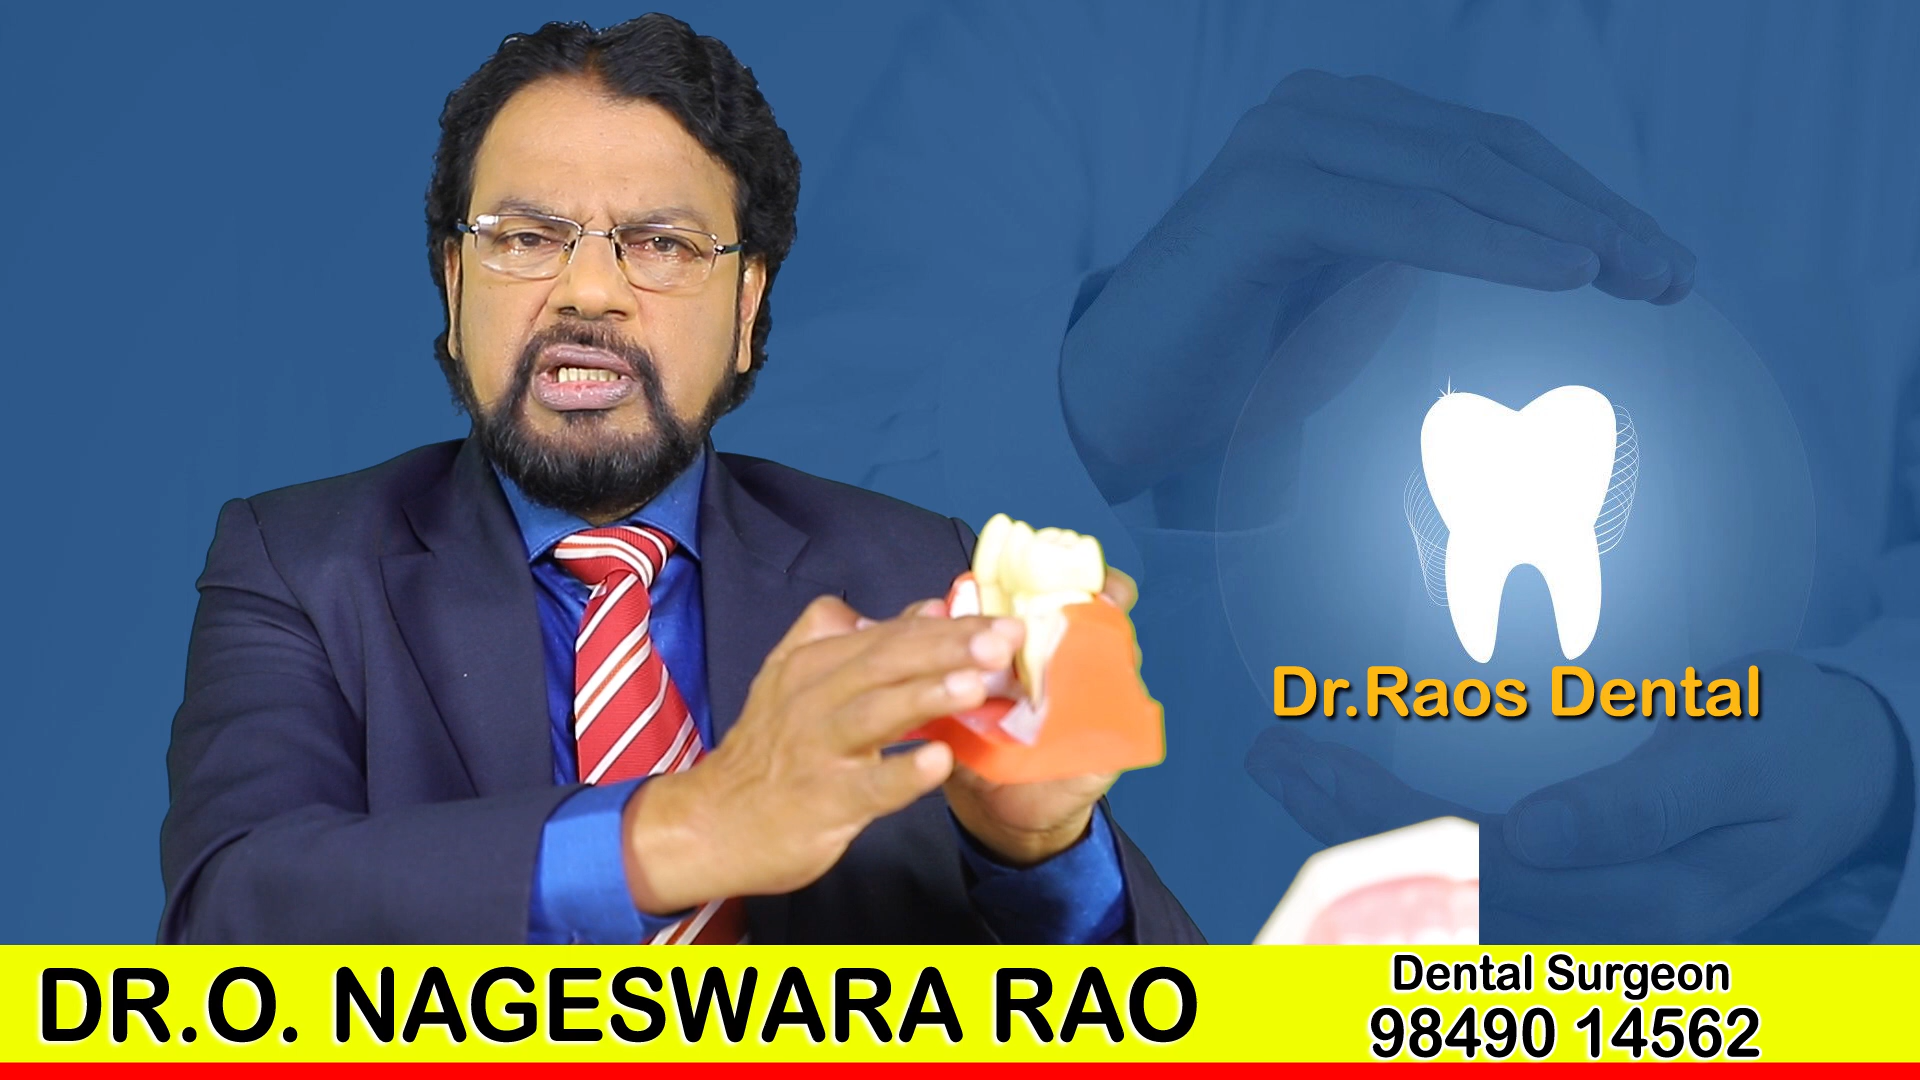 Dr.Raos Dental
DR.O. NAGESWARA RAO
Dental Surgeon
98490 14562